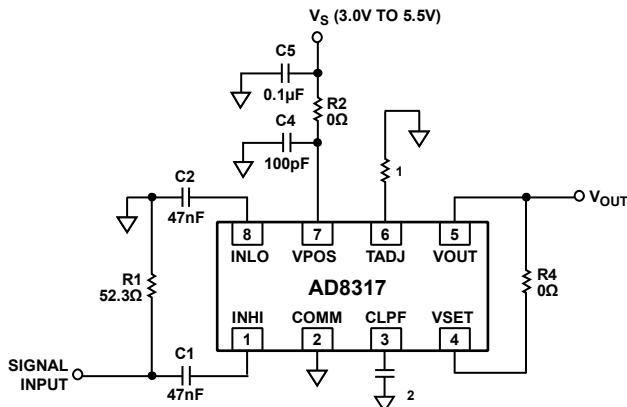 VS (3.0V TO 5.5V)
C5
0.1µF
R2
0Ω
C4
100pF
1
C2
47nF
VOUT
8
7
6
5
INLO
VPOS
TADJ
VOUT
R1
52.3Ω
AD8317
R4
0Ω
INHI
COMM
CLPF
VSET
1
2
3
4
C1
47nF
SIGNAL
INPUT
2